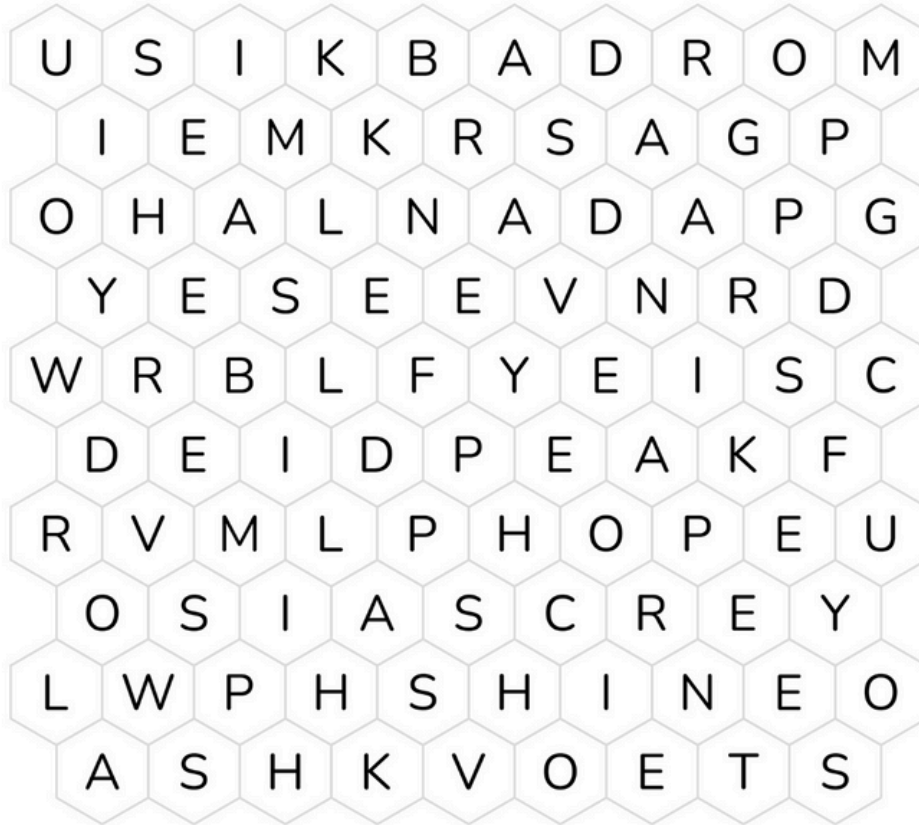 U S I K B A D R O M
I E M K R S A G P
O H A L N A D A P G
Y E S E E V N R D
W R B L F Y E I S C
D E I D P E A K F
R V M L P H O P E U
O S I A S C R E Y
L W P H S H I N E O
A S H K V O E T S